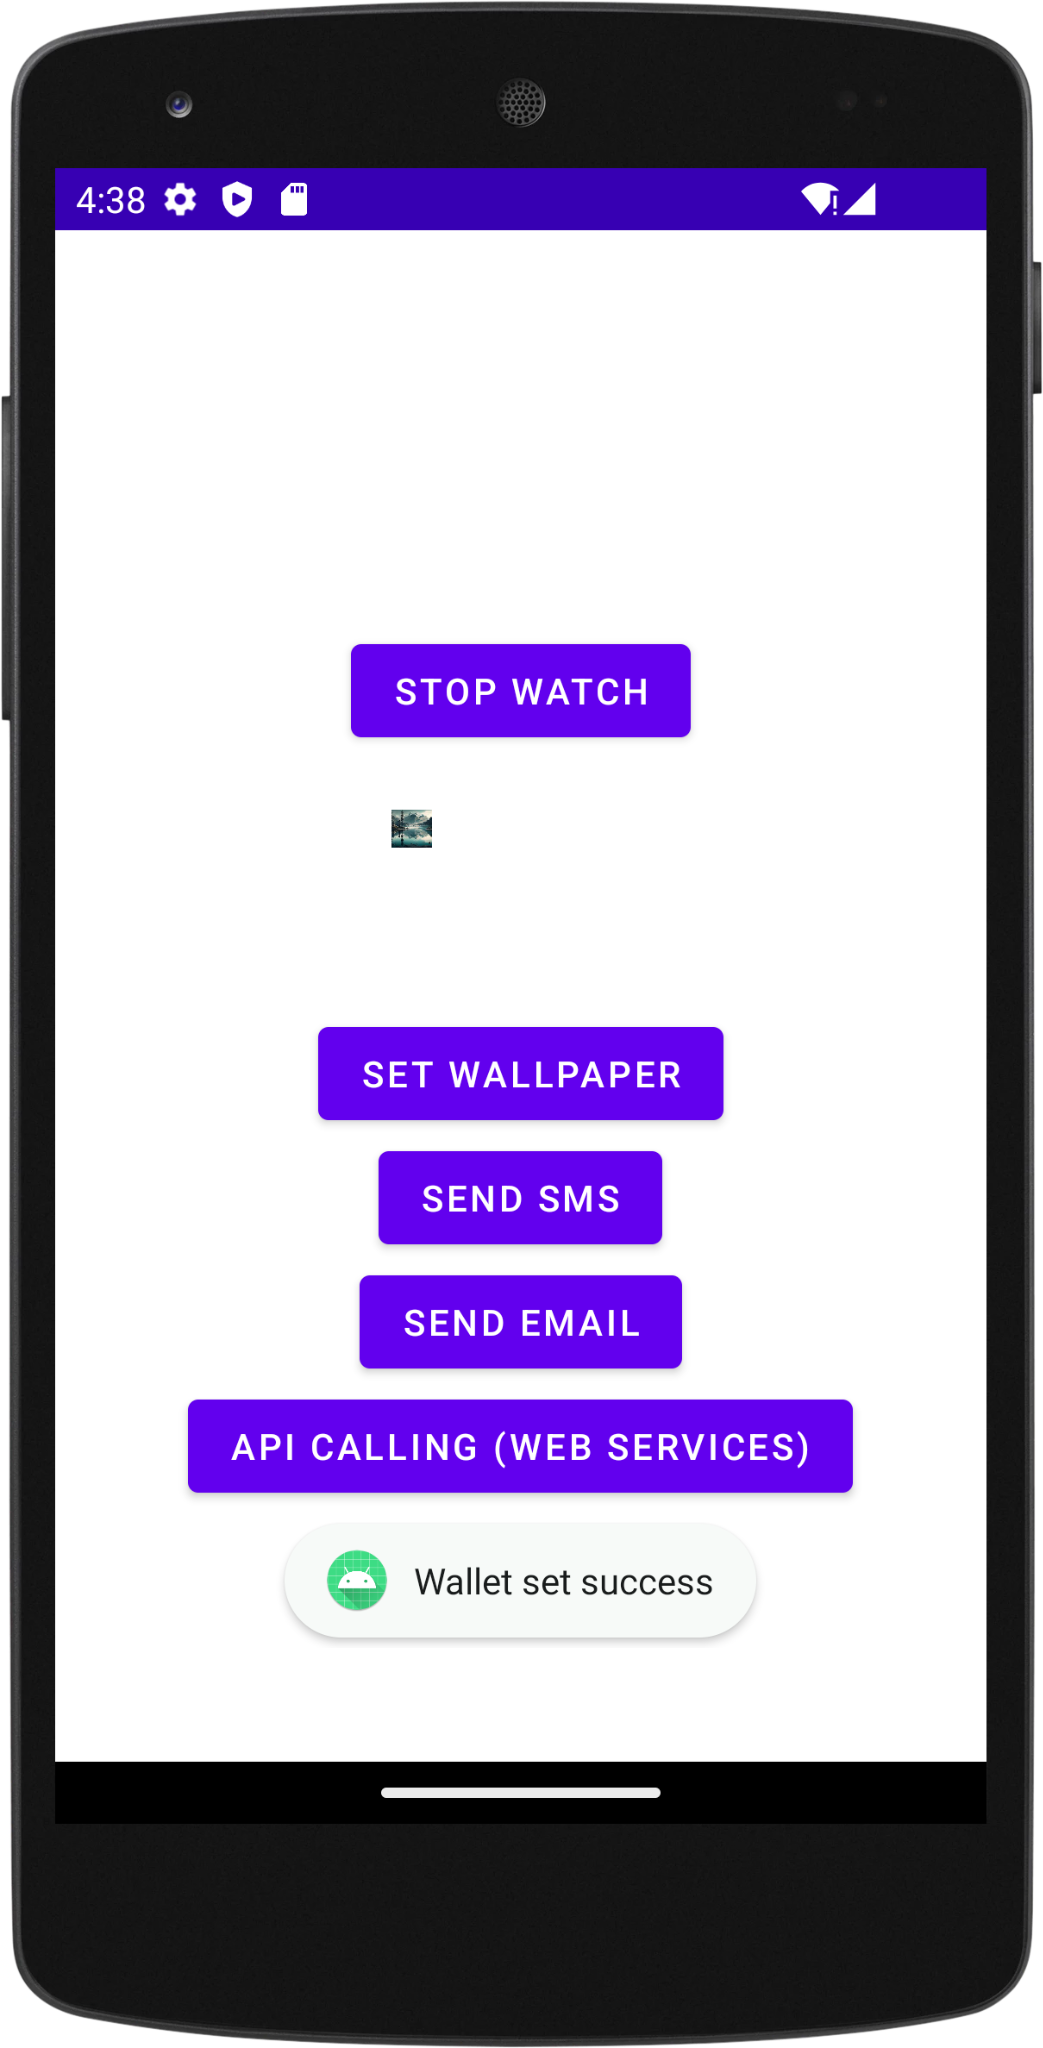 4:38
STOP WATCH
SET WALLPAPER
SEND SMS
SEND EMAIL
API CALLING (WEB SERVICES)
Wallet set success